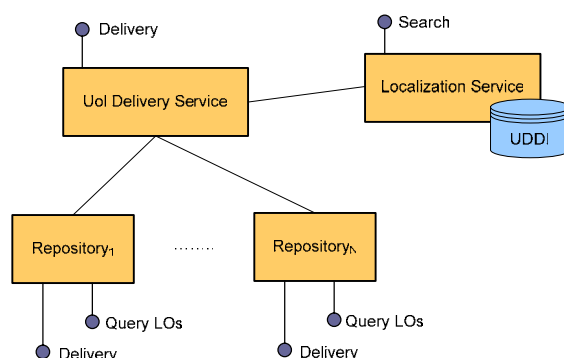 Delivery
Search
UoI Delivery Service
Localization Service
UDDI
Repository1
........
RepositoryN
Query LOs
Query LOs
Delivery
Delivery